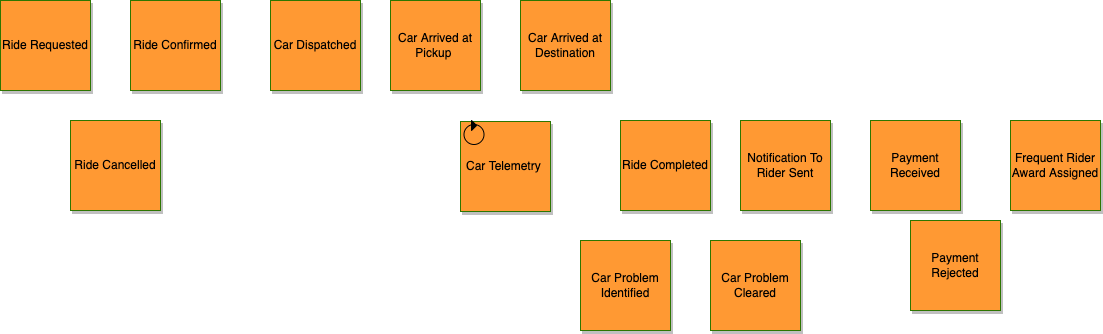 Ride Requested
Ride Confirmed
Car Dispatched
Car Arrived at
Pickup
Car Arrived at
Destination
Ride Cancelled
Car Telemetry
Ride Completed
Notification To
Rider Sent
Payment
Received
Frequent Rider
Award Assigned
Car Problem
Identified
Car Problem
Cleared
Payment
Rejected